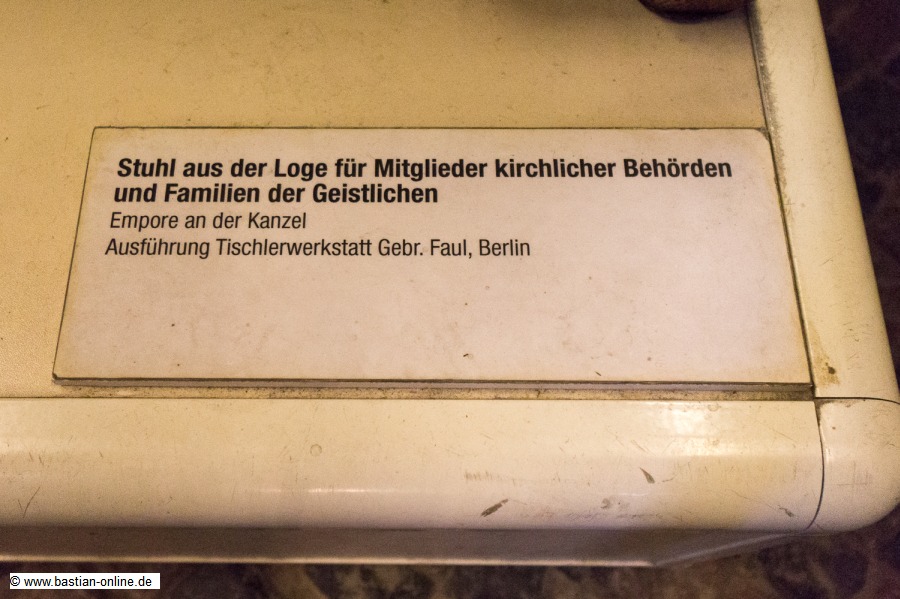 Stuhl aus der Loge für Mitglieder kirchlicher Behörden
und Familien der Geistlichen
Empore an der Kanzel
Ausführung Tischlerwerkstatt Gebr. Faul, Berlin
© www.bastian-online.de